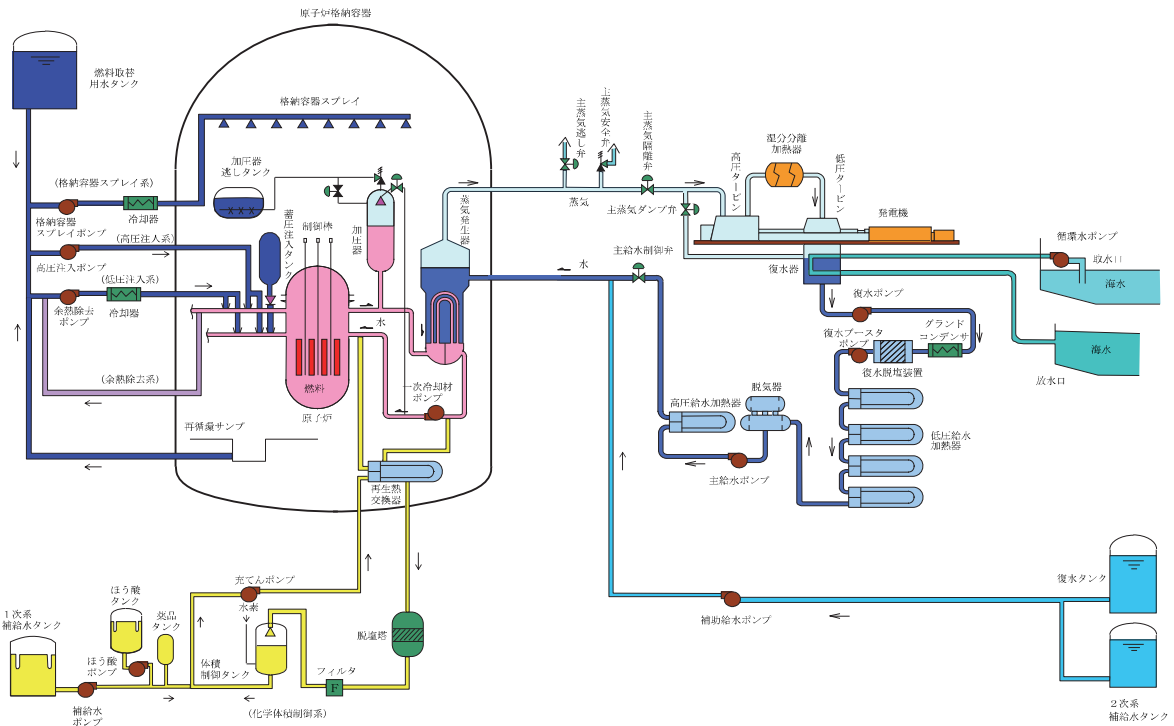 原子炉格納容器
燃料取替
用水タンク
格納容器スプレイ
加圧器
逃しタンク
(格納容器スプレイ系)
冷却器
格納容器
スプレイポンプ
(高圧注入系)
高圧注入ポンプ
(低圧注入系)
余熱除去
ポンプ
冷却器
蓄圧注入タンク
制御棒
加圧器
蒸気発生器
水
燃料
原子炉
一次冷却材
ポンプ
(余熱除去系)
再循環サンプ
再生熱
交換器
主蒸気逃し弁
主蒸気安全弁
主蒸気隔離弁
蒸気
主蒸気ダンプ弁
高圧タービン
湿分分離
加熱器
低圧タービン
発電機
主給水制御弁
水
復水器
循環水ポンプ
取水口
海水
海水
放水口
復水ポンプ
グランド
コンデンサ
復水ブースタ
ポンプ
復水脱塩装置
脱気器
高圧給水加熱器
低圧給水
加熱器
主給水ポンプ
復水タンク
補助給水ポンプ
2次系
補給水タンク
充てんポンプ
水素
ほう酸
タンク
薬品
タンク
1次系
補給水タンク
ほう酸
ポンプ
体積
制御タンク
脱塩塔
フィルタ
F
補給水
ポンプ
(化学体積制御系)